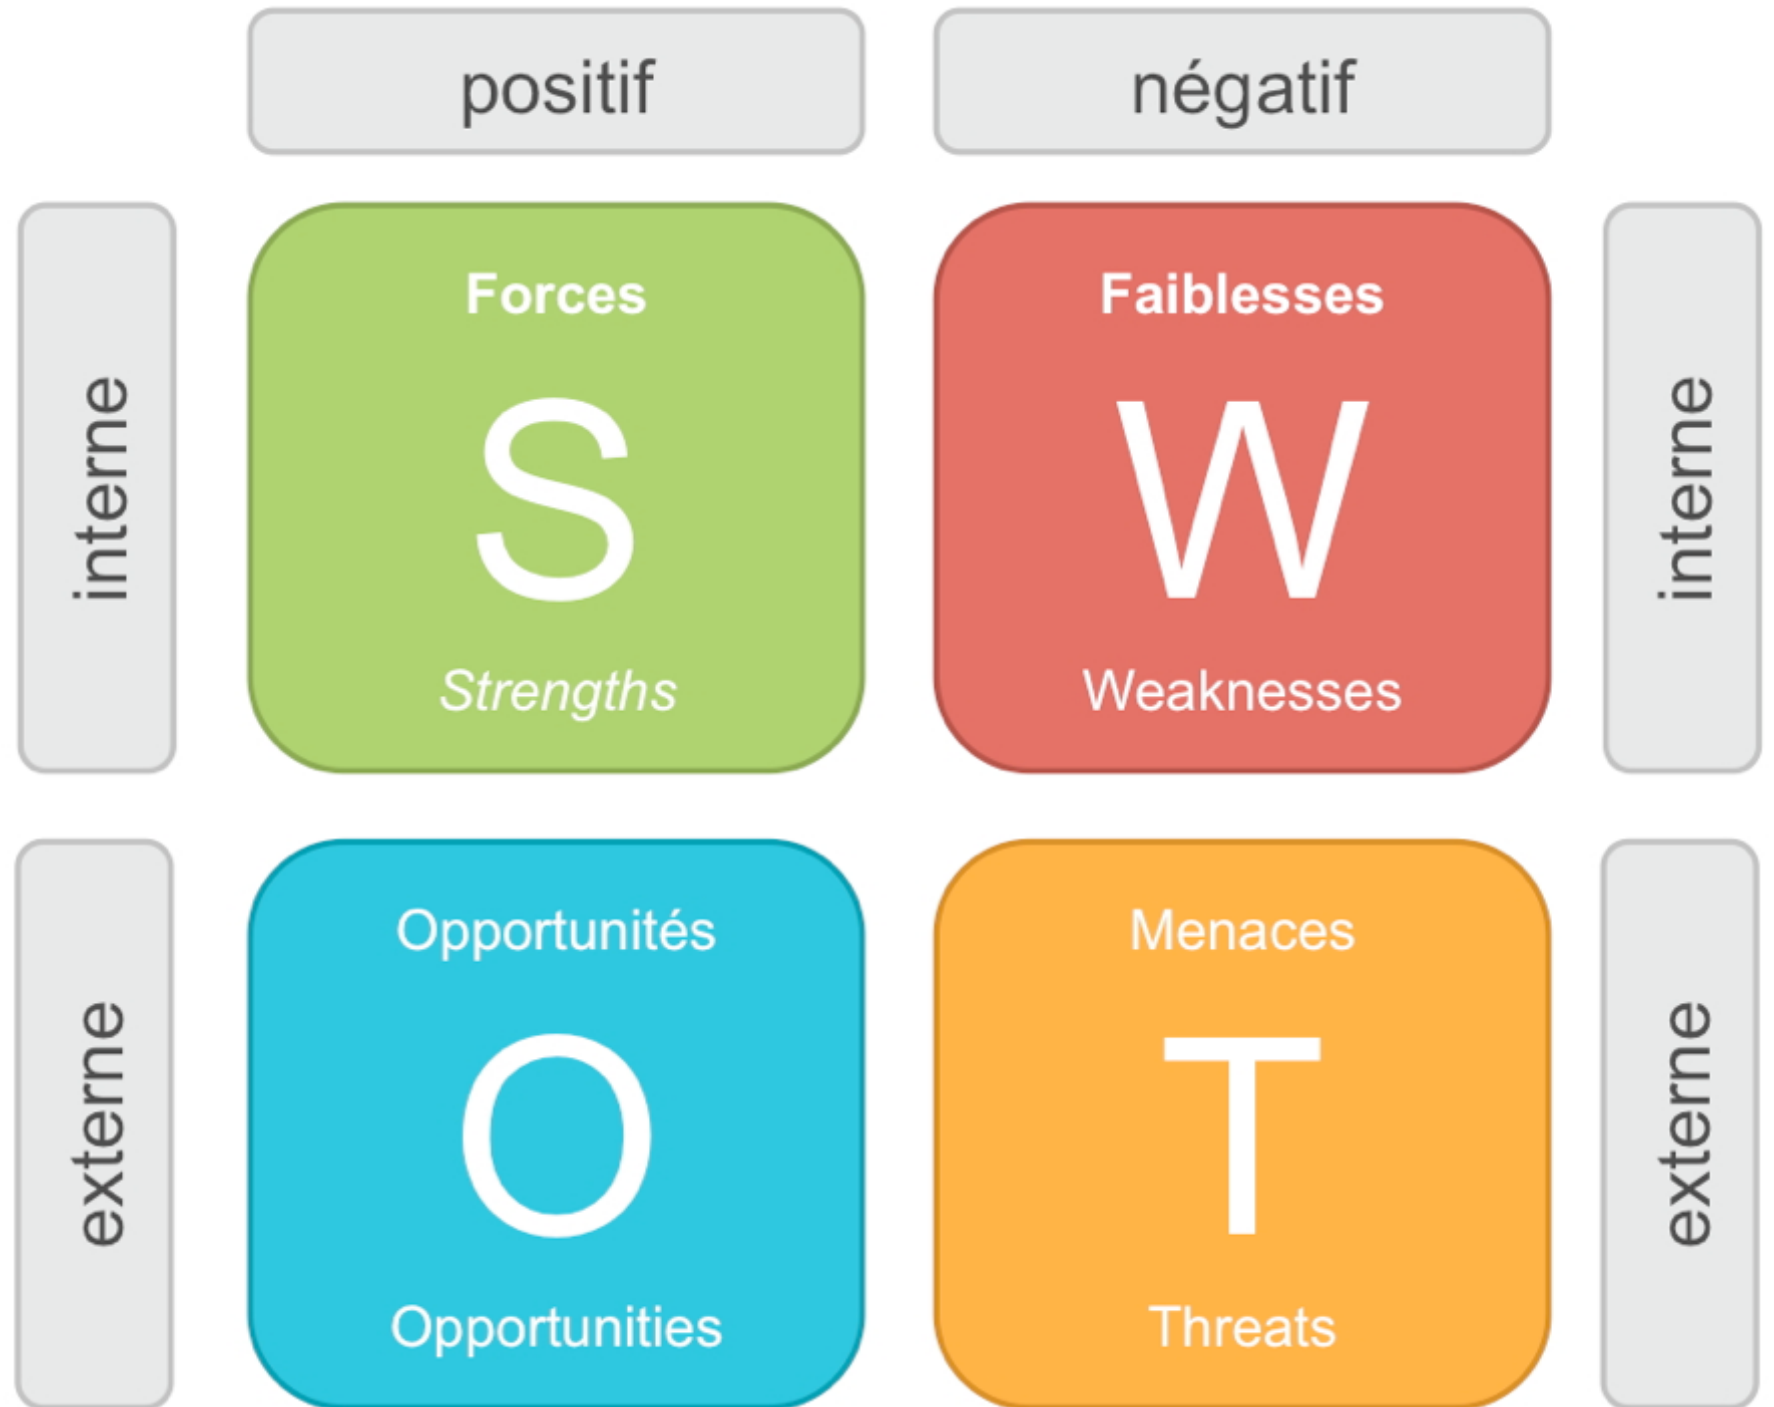 positif
négatif
interne
Forces
S
Strengths
Faiblesses
W
Weaknesses
interne
externe
Opportunités
O
Opportunities
Menaces
T
Threats
externe